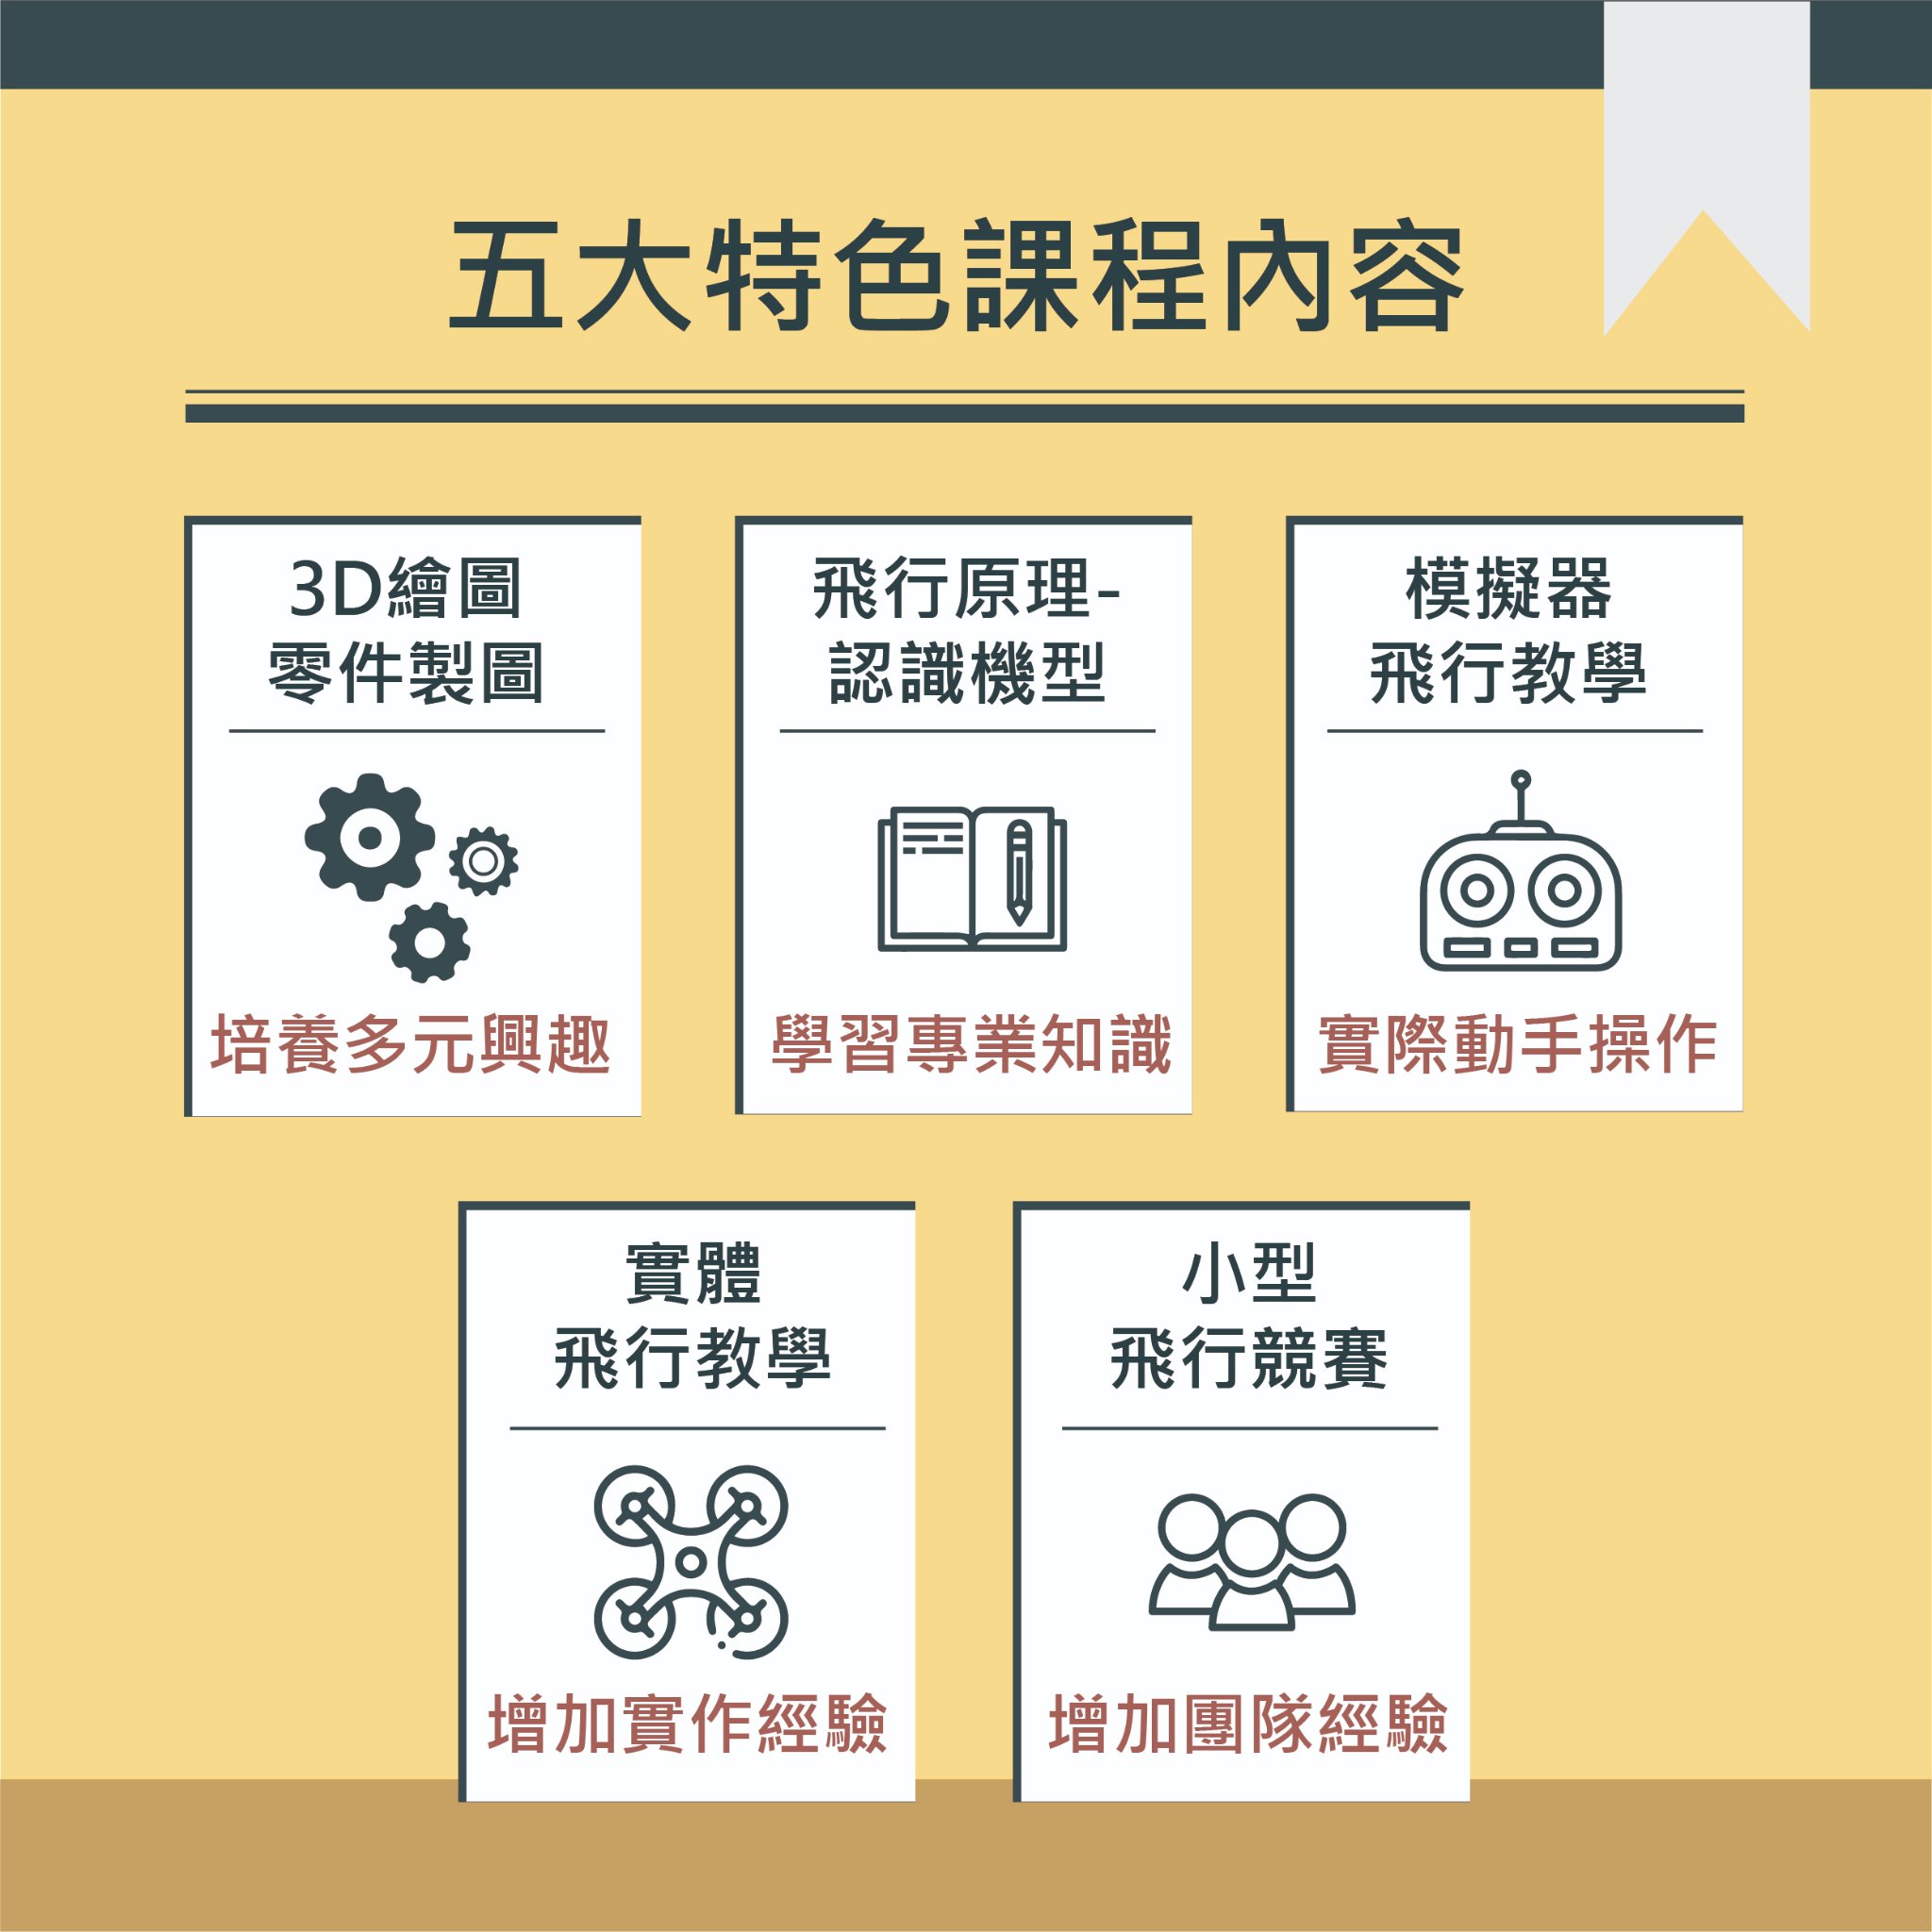 五大特色課程內容
3D繪圖
零件製圖
培養多元興趣
飛行原理-
認識機型
學習專業知識
模擬器
飛行教學
實際動手操作
實體
飛行教學
增加實作經驗
小型
飛行競賽
增加團隊經驗